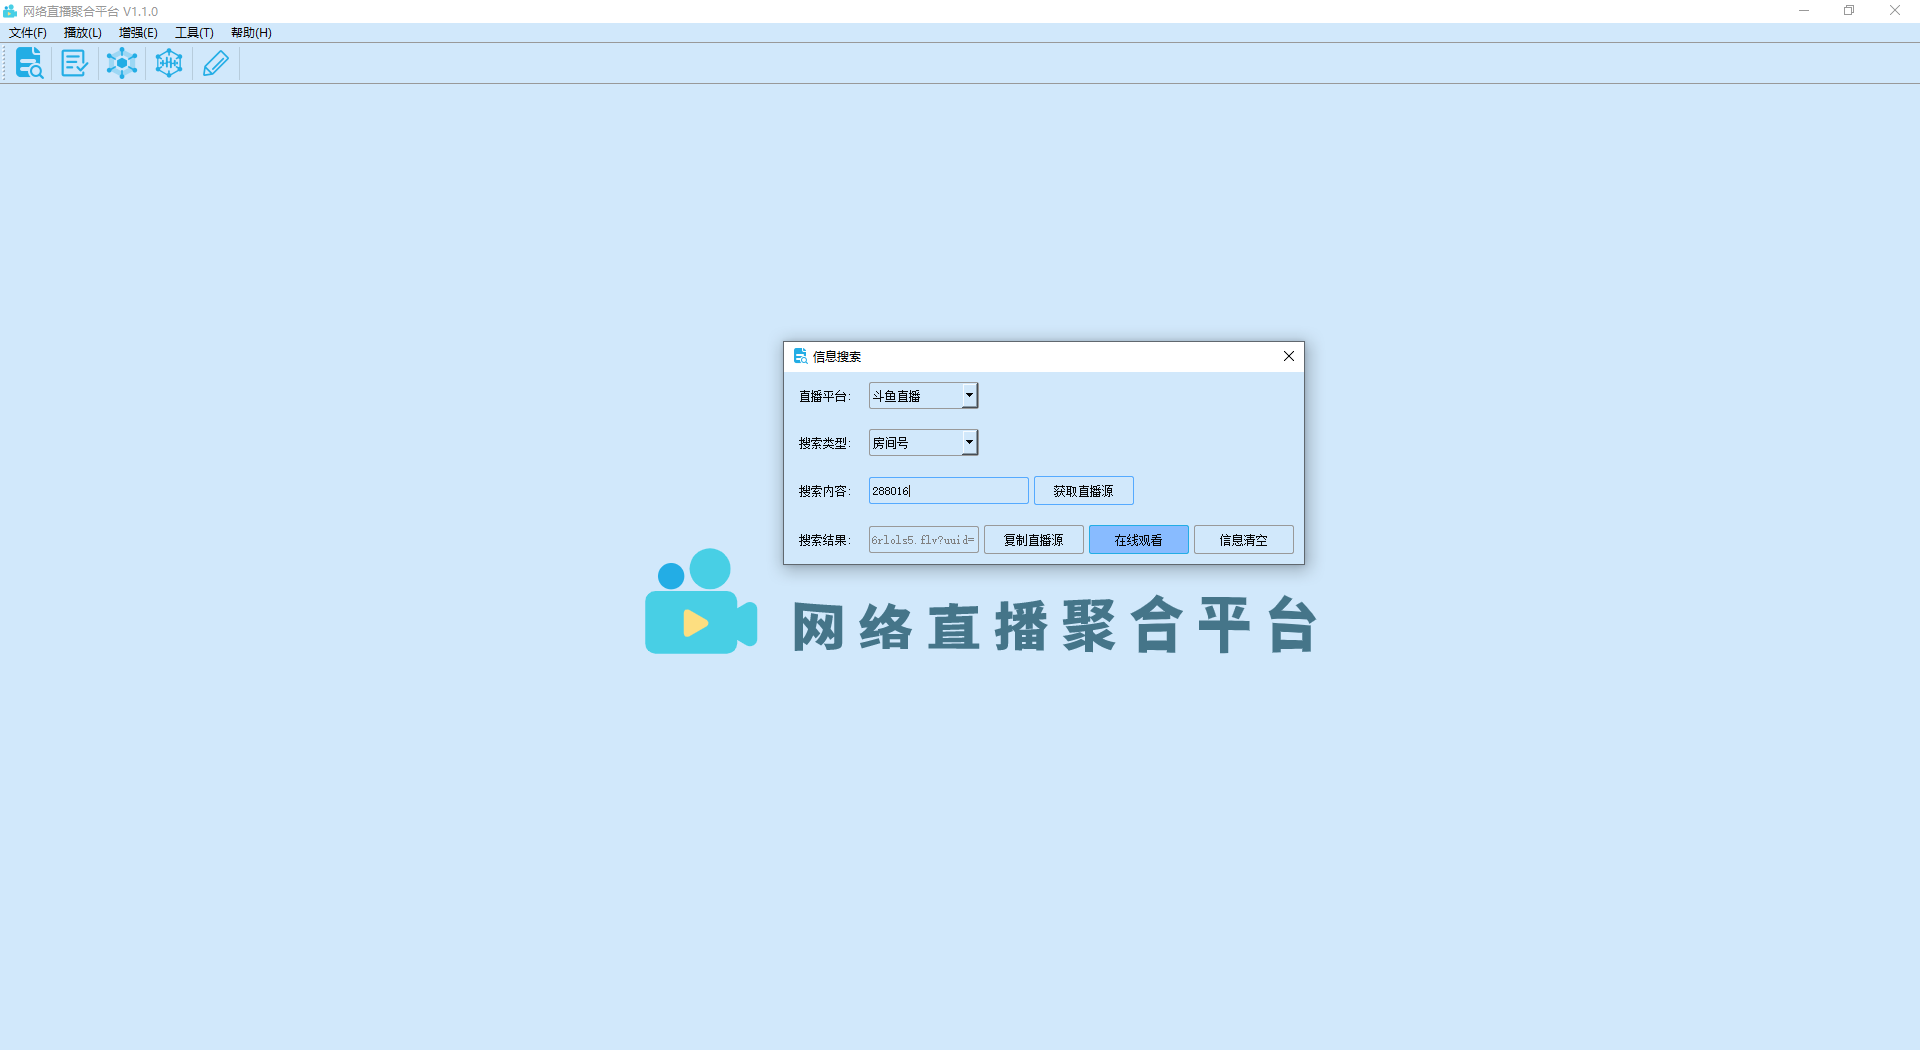 网络直播聚合平台 V1.1.0
文件(F) 播放(L) 增强(E) 工具(T) 帮助(H)
信息搜索
直播平台: 斗鱼直播
搜索类型: 房间号
搜索内容: 288016 获取直播源
搜索结果: 6rlols5.flv?uuid= 复制直播源 在线观看 信息清空
网络直播聚合平台